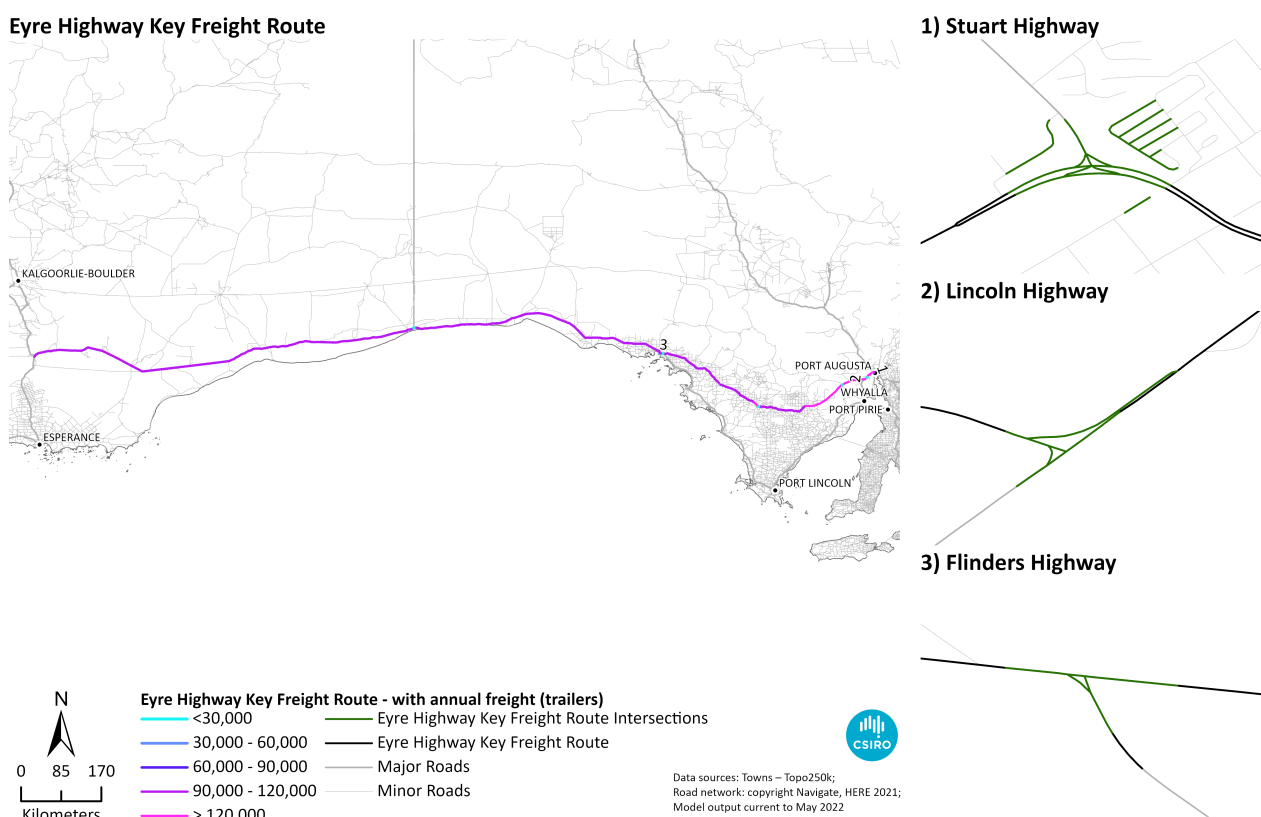 Eyre Highway Key Freight Route
1) Stuart Highway
KALGOORLIE-BOULDER
2) Lincoln Highway
3
PORT AUGUSTA
1
2
WHYALLA
PORT PIRIE
ESPERANCE
PORT LINCOLN
3) Flinders Highway
N
0 85 170
Kilometers
Eyre Highway Key Freight Route - with annual freight (trailers)
<30,000
30,000 - 60,000
60,000 - 90,000
90,000 - 120,000
> 120,000
Eyre Highway Key Freight Route Intersections
Eyre Highway Key Freight Route
Major Roads
Minor Roads
CSIRO
Data sources: Towns – Topo250k;
Road network: copyright Navigate, HERE 2021;
Model output current to May 2022